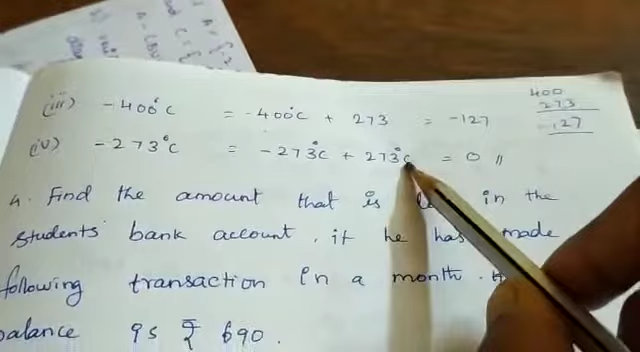 (iii) -400°C = -400°C + 273 = -127
400
273
-127
(iv) -273°C = -273°C + 273°C = 0 //
4. Find the amount that is in the
students' bank account, if he has made
following transaction in a month.
balance is ₹ 690.